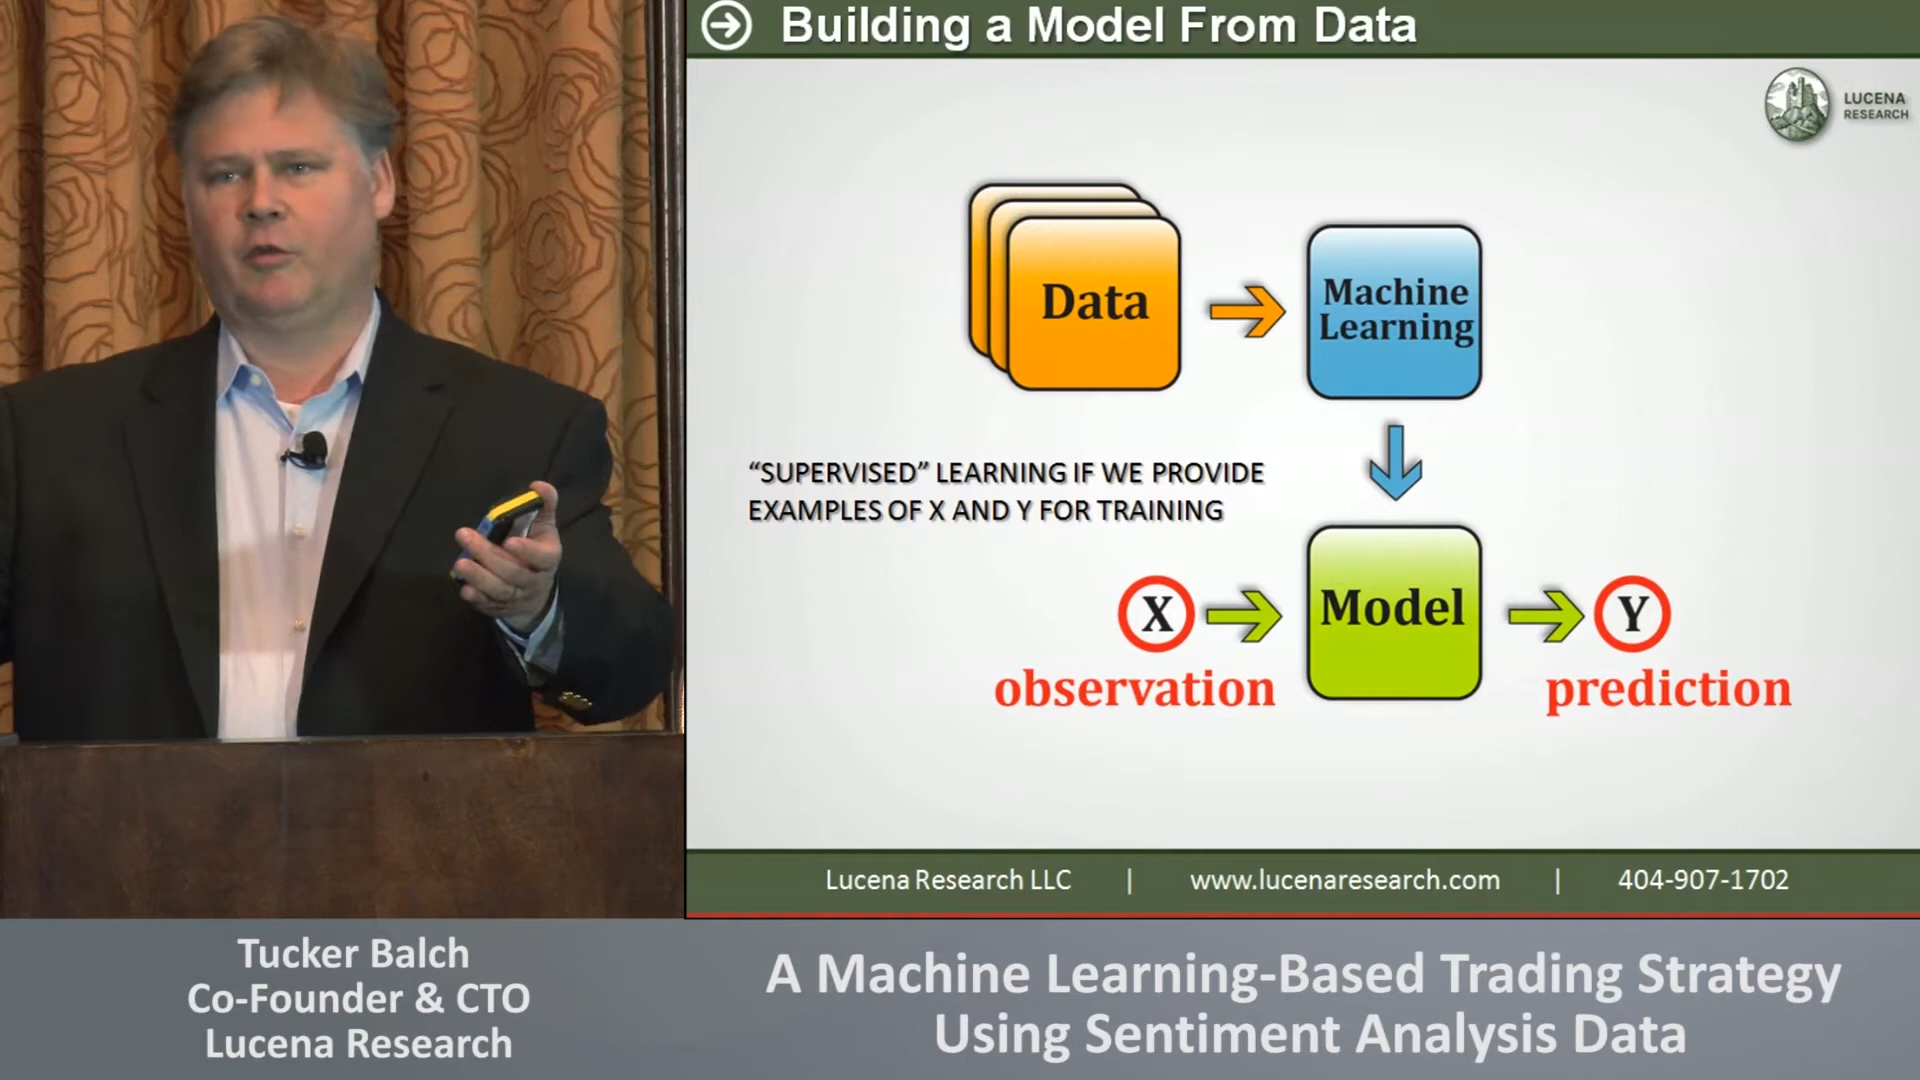 Building a Model From Data
LUCENA
RESEARCH
Data
Machine
Learning
“SUPERVISED” LEARNING IF WE PROVIDE
EXAMPLES OF X AND Y FOR TRAINING
X
Model
Y
observation
prediction
Lucena Research LLC | www.lucenaresearch.com | 404-907-1702
Tucker Balch
Co-Founder & CTO
Lucena Research
A Machine Learning-Based Trading Strategy
Using Sentiment Analysis Data